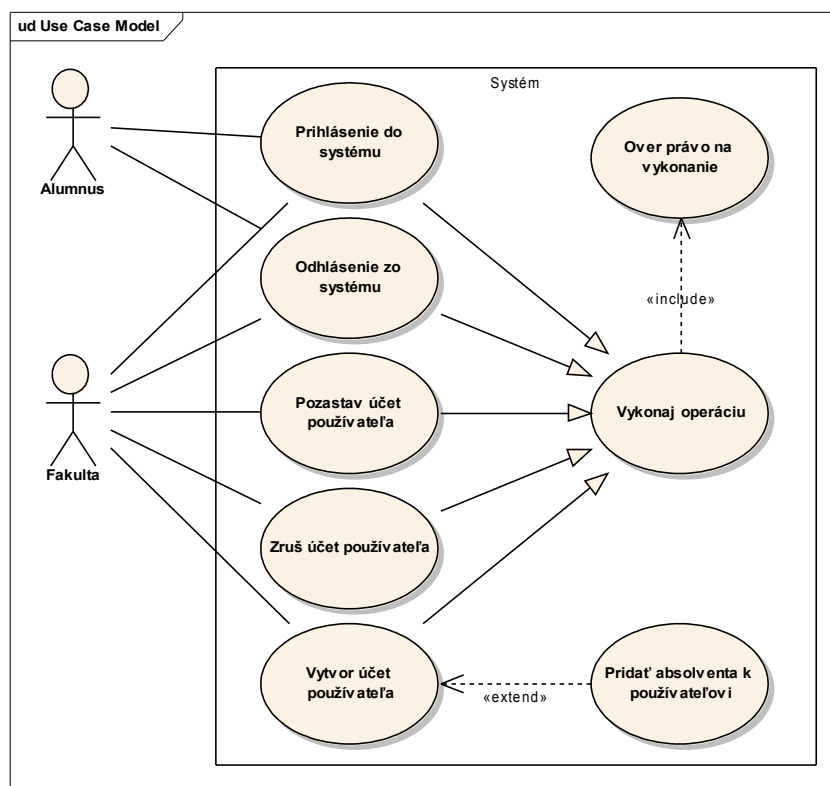 ud Use Case Model
Systém
Alumnus
Prihlásenie do
systému
Over právo na
vykonanie
Odhlásenie zo
systému
«include»
Fakulta
Pozastav účet
používateľa
Vykonaj operáciu
Zruš účet používateľa
Vytvor účet
používateľa
«extend»
Pridať absolventa k
používateľovi